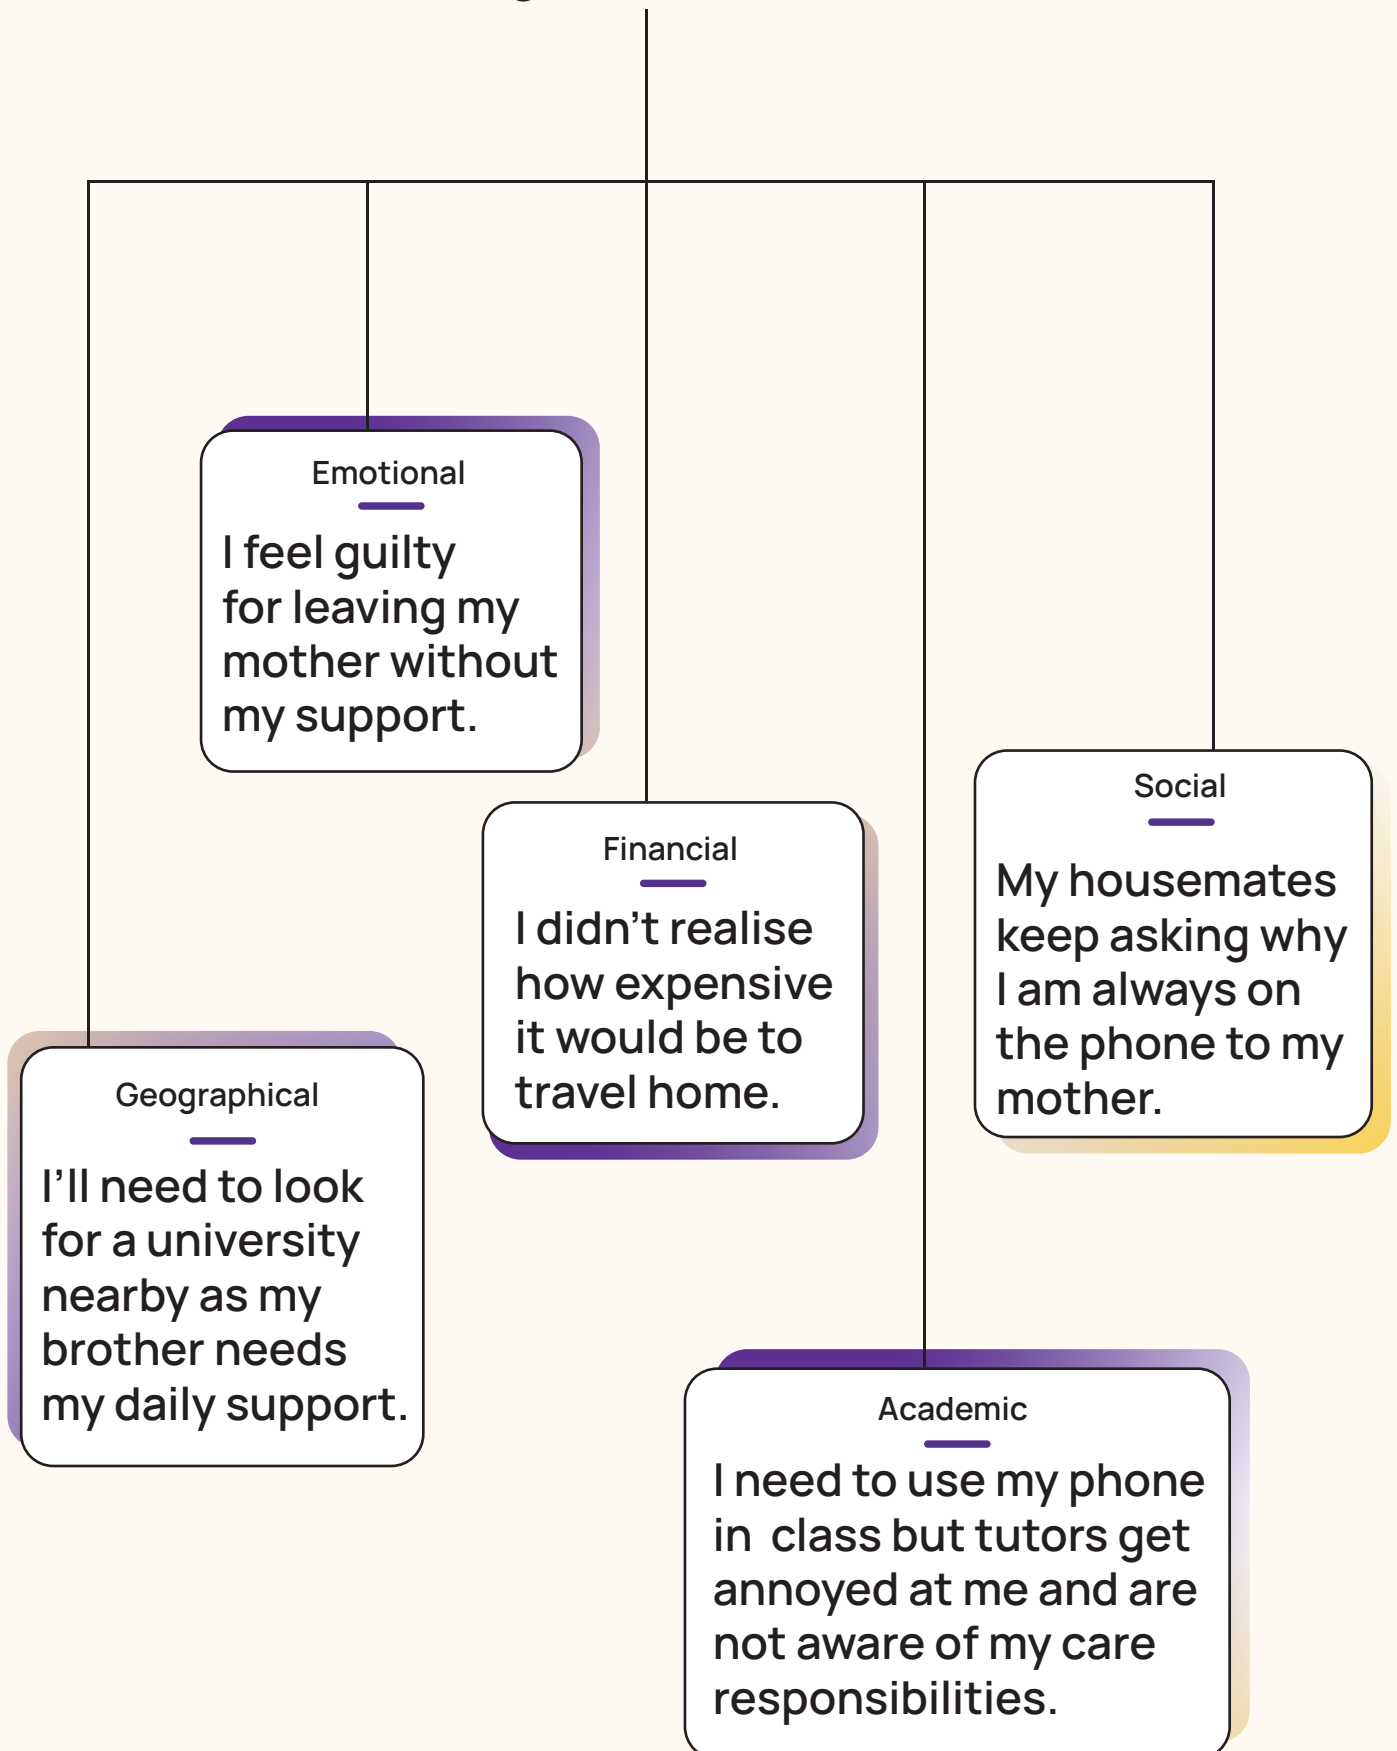 Emotional
I feel guilty
for leaving my
mother without
my support.
Financial
I didn’t realise
how expensive
it would be to
travel home.
Social
My housemates
keep asking why
I am always on
the phone to my
mother.
Geographical
I’ll need to look
for a university
nearby as my
brother needs
my daily support.
Academic
I need to use my phone
in  class but tutors get
annoyed at me and are
not aware of my care
responsibilities.